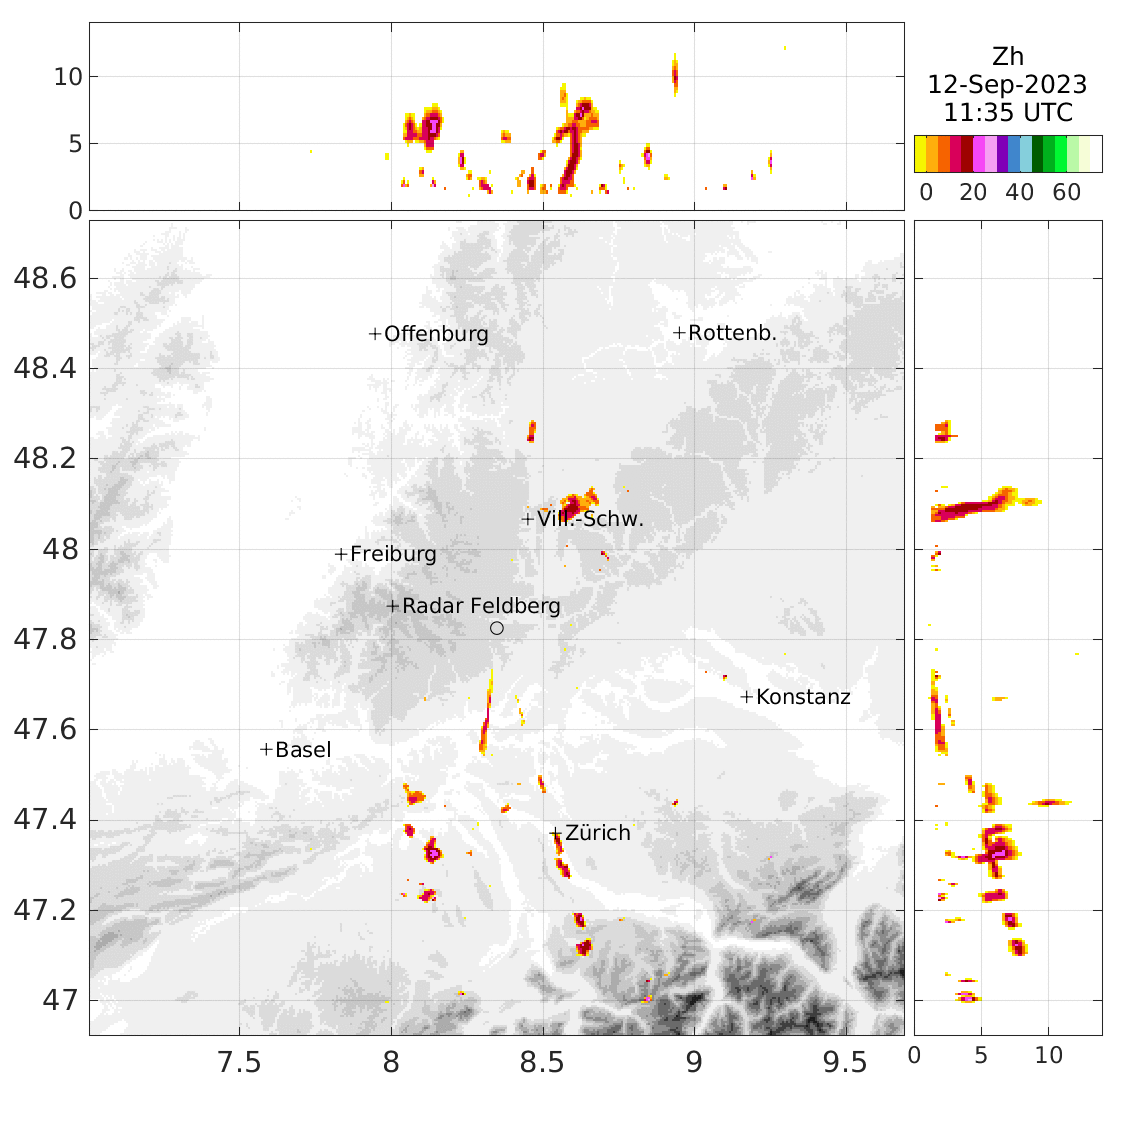 Zh
12-Sep-2023
11:35 UTC
0 20 40 60
10
5
0
48.6
48.4
48.2
48
47.8
47.6
47.4
47.2
47
Offenburg
Rottenb.
Vill.-Schw.
Freiburg
Radar Feldberg
Konstanz
Basel
Zürich
7.5 8 8.5 9 9.5
0 5 10